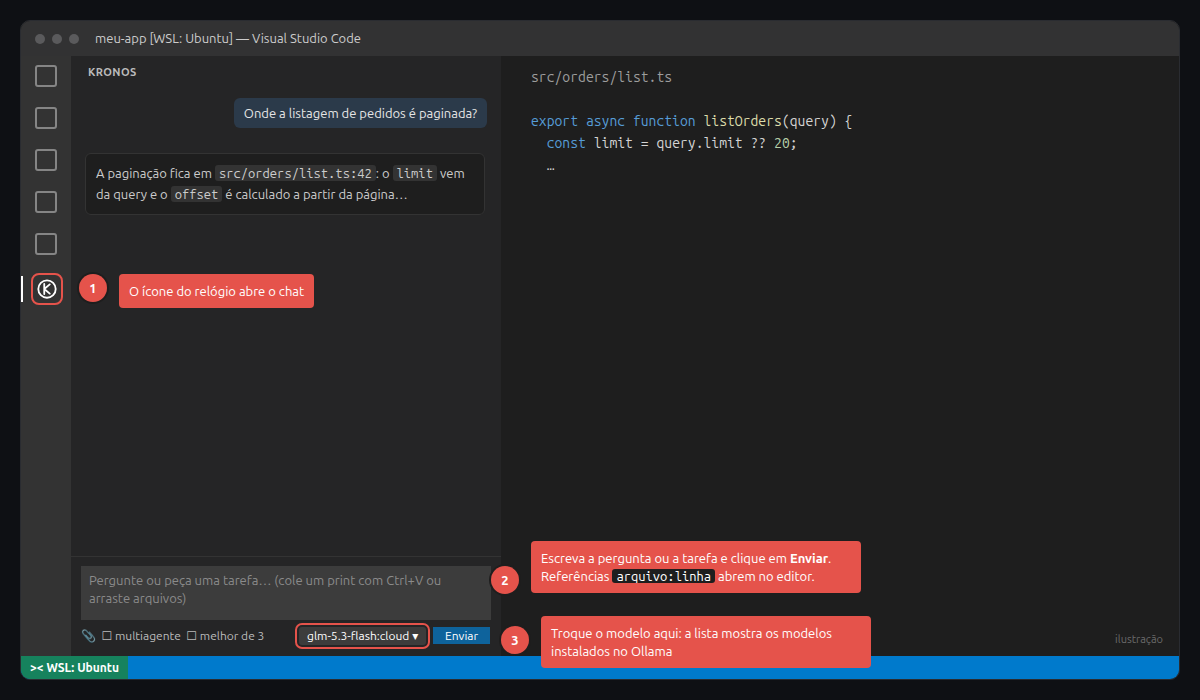 meu-app [WSL: Ubuntu] — Visual Studio Code
KRONOS
Onde a listagem de pedidos é paginada?
A paginação fica em src/orders/list.ts:42: o limit vem
da query e o offset é calculado a partir da página…
1
O ícone do relógio abre o chat
Pergunte ou peça uma tarefa… (cole um print com Ctrl+V ou
arraste arquivos)
multiagente melhor de 3
glm-5.3-flash:cloud ▾
Enviar
src/orders/list.ts
export async function listOrders(query) {
const limit = query.limit ?? 20;
…
2
Escreva a pergunta ou a tarefa e clique em Enviar.
Referências arquivo:linha abrem no editor.
3
Troque o modelo aqui: a lista mostra os modelos
instalados no Ollama
ilustração
>< WSL: Ubuntu